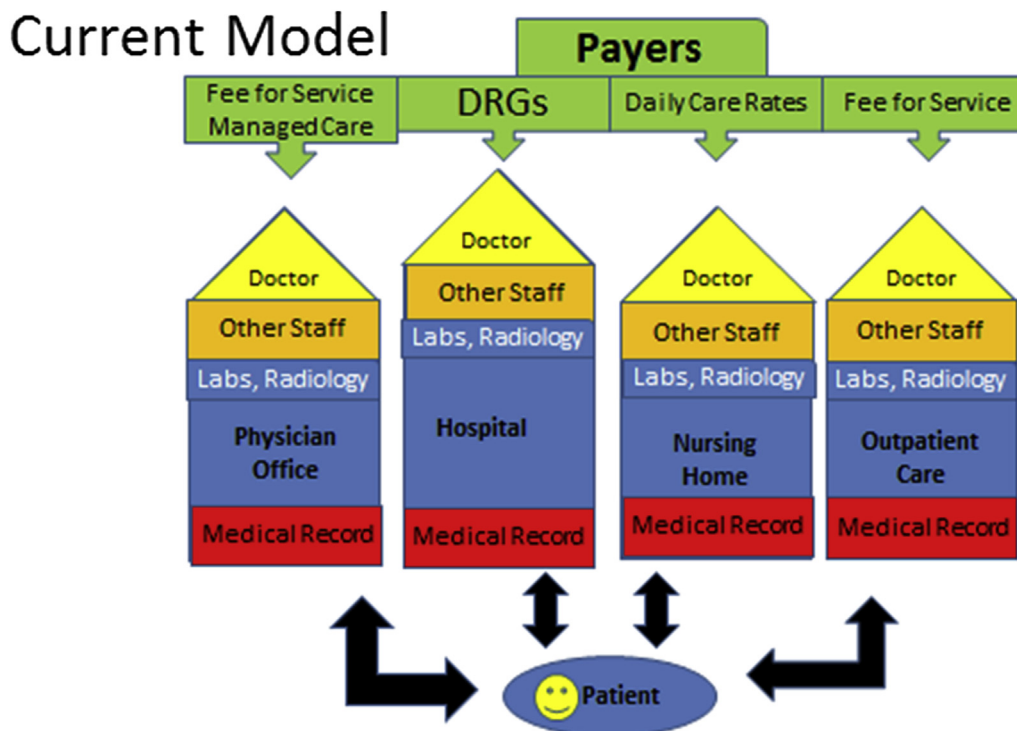 Current Model
Payers
Fee for Service
Managed Care
DRGs
Daily Care Rates
Fee for Service
Doctor
Other Staff
Labs, Radiology
Physician
Office
Medical Record
Doctor
Other Staff
Labs, Radiology
Hospital
Medical Record
Doctor
Other Staff
Labs, Radiology
Nursing
Home
Medical Record
Doctor
Other Staff
Labs, Radiology
Outpatient
Care
Medical Record
Patient